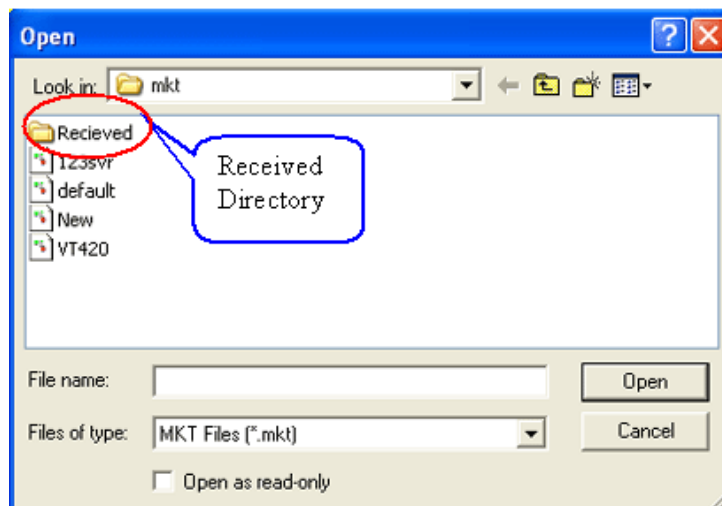 Open
Look in: mkt
Recieved
123svr
default
New
VT420
Received
Directory
File name:
Open
Files of type: MKT Files (*.mkt)
Cancel
Open as read-only